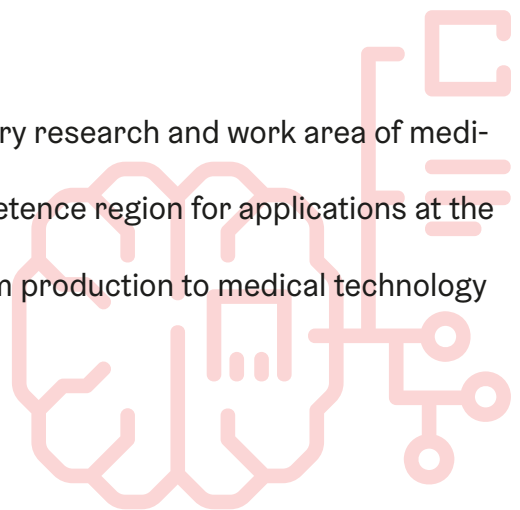 ry research and work area of medi-
etence region for applications at the
m production to medical technology